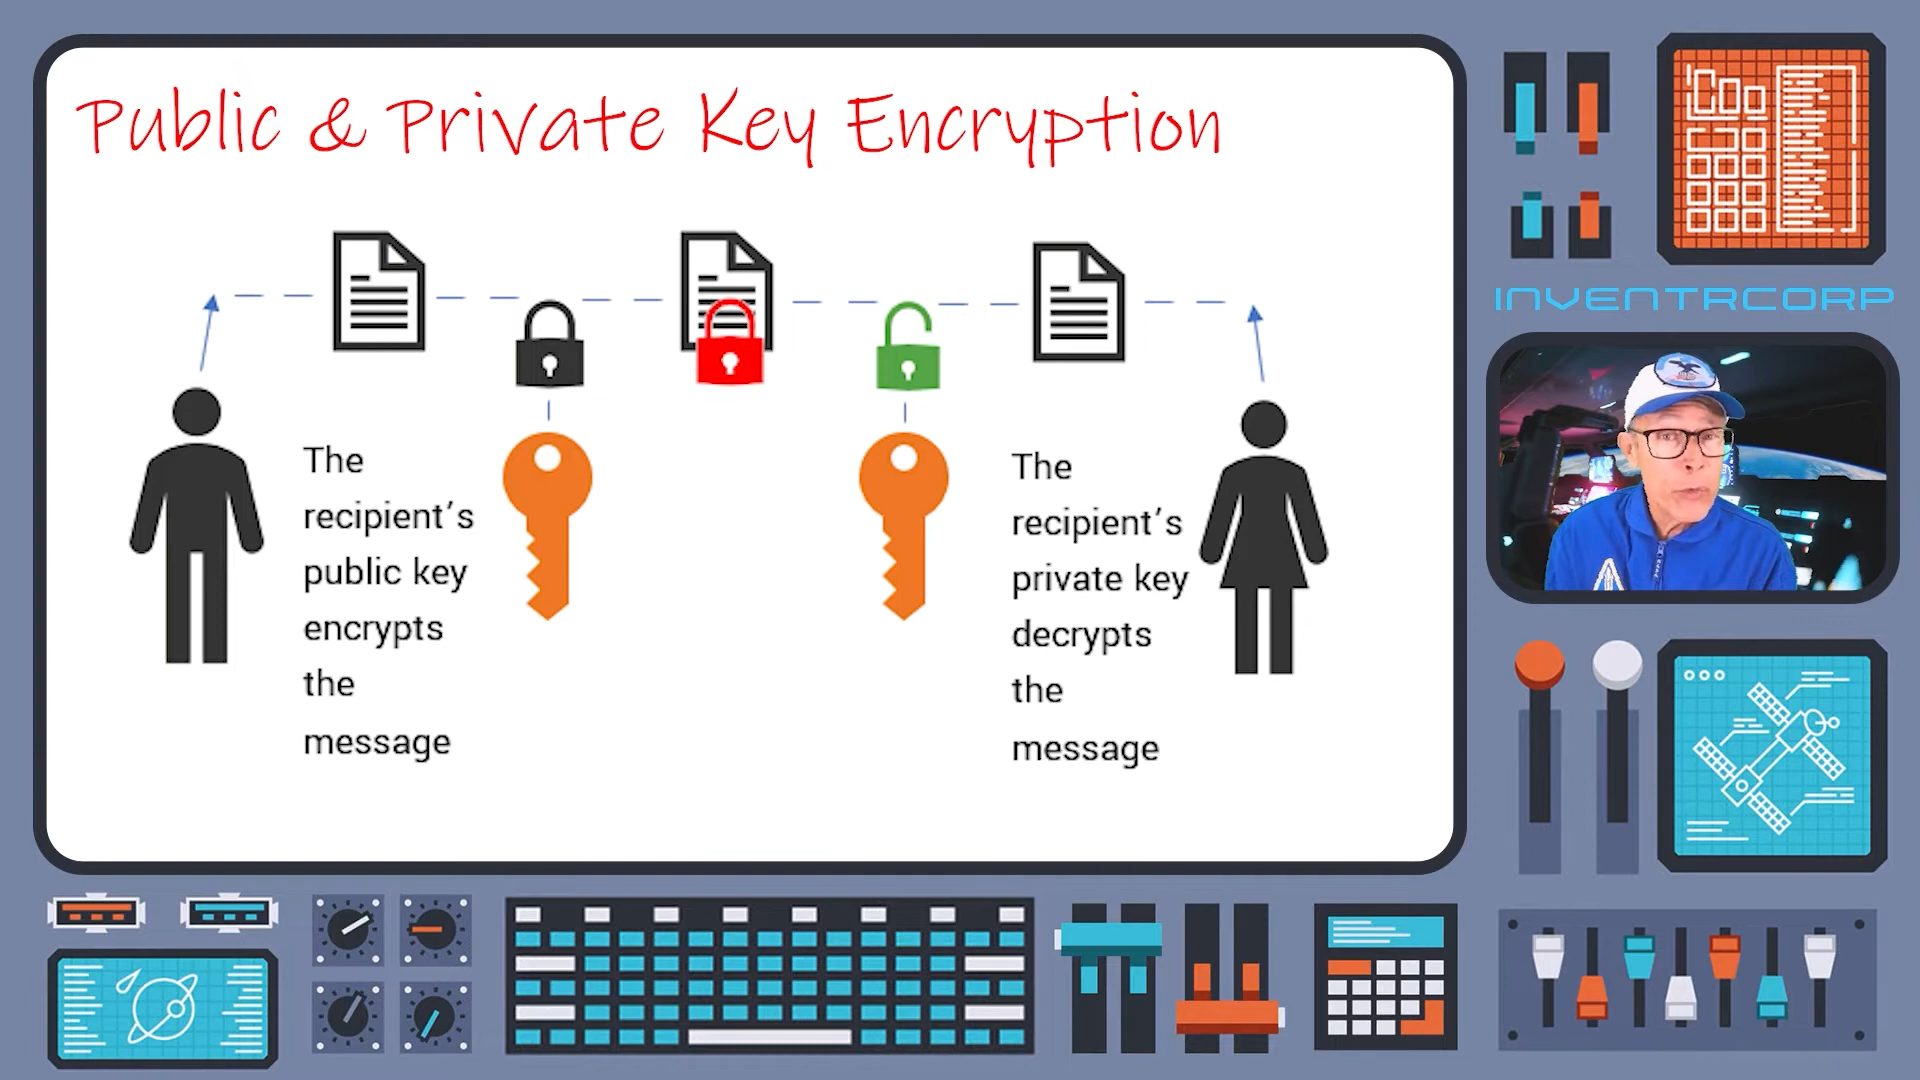 Public & Private Key Encryption
The
recipient's
public key
encrypts
the
message
The
recipient's
private key
decrypts
the
message
INVENTRCORP